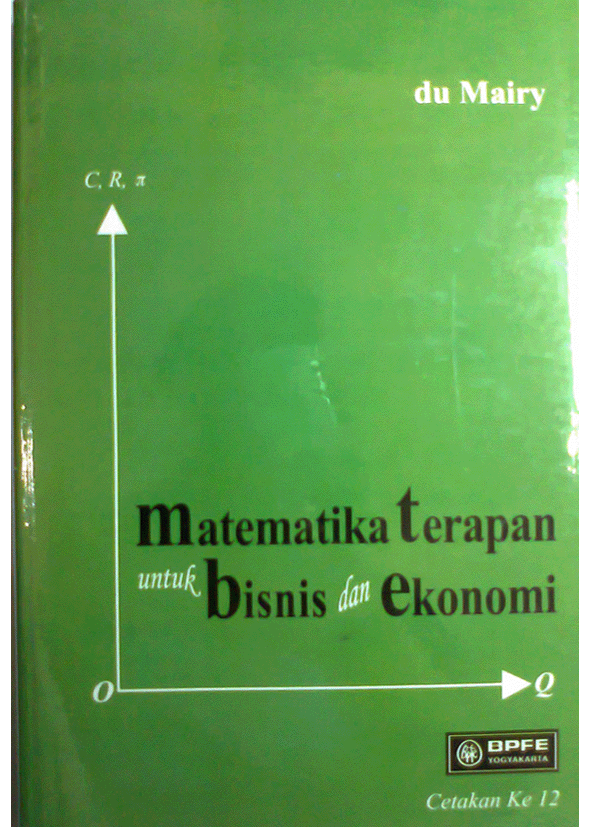 du Mairy
C, R, π
matematika terapan
untuk bisnis dan ekonomi
O
Q
BPFE
YOGYAKARTA
Cetakan Ke 12